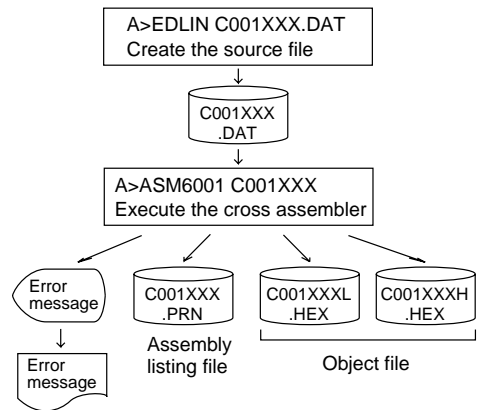 A>EDLIN C001XXX.DAT
Create the source file
C001XXX
.DAT
A>ASM6001 C001XXX
Execute the cross assembler
Error
message
C001XXX
.PRN
C001XXXL
.HEX
C001XXXH
.HEX
Assembly
listing file
Object file
Error
message